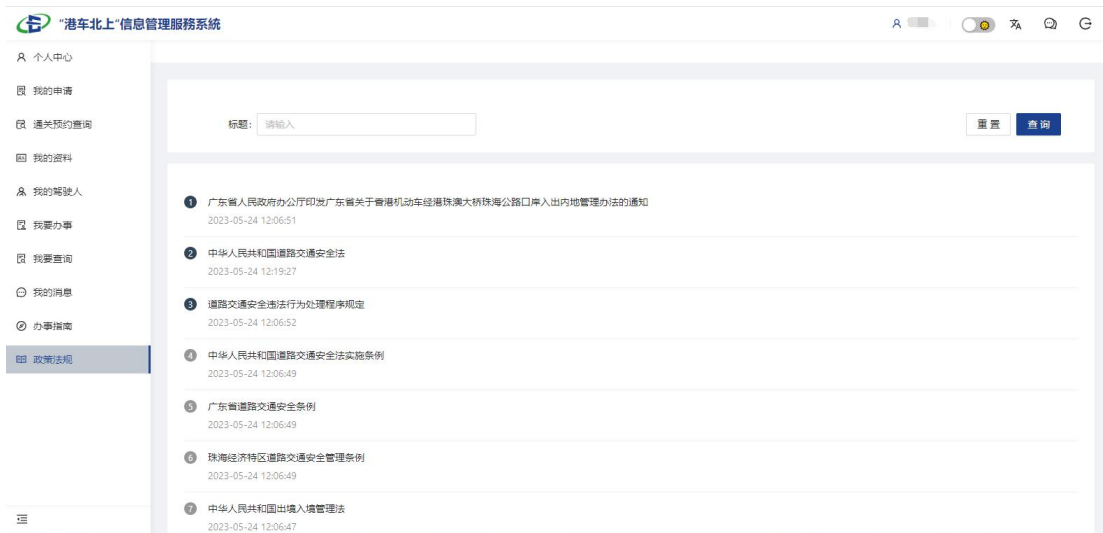 “港车北上”信息管理服務系統
个人中心
我的申请
通关预约查询
我的资料
我的驾驶人
我要办事
我要查询
我的消息
办事指南
政策法规
标题： 请输入
重置 查询
1 广东省人民政府办公厅印发广东省关于香港机动车经港珠澳大桥珠海公路口岸入出内地管理办法的通知
2023-05-24 12:06:51
2 中华人民共和国道路交通安全法
2023-05-24 12:19:27
3 道路交通安全违法行为处理程序规定
2023-05-24 12:06:52
4 中华人民共和国道路交通安全法实施条例
2023-05-24 12:06:49
5 广东省道路交通安全条例
2023-05-24 12:06:49
6 珠海经济特区道路交通安全管理条例
2023-05-24 12:06:49
7 中华人民共和国出境入境管理法
2023-05-24 12:06:47